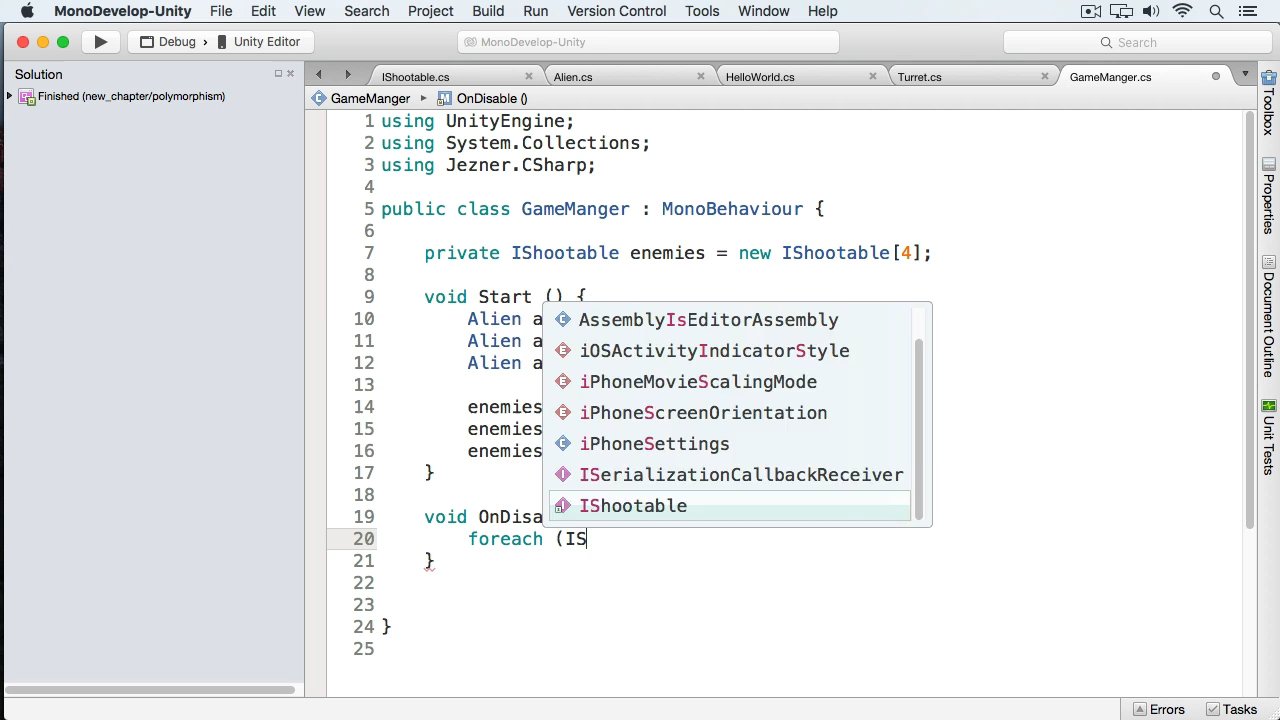 MonoDevelop-Unity File Edit View Search Project Build Run Version Control Tools Window Help
Debug › Unity Editor MonoDevelop-Unity Search
Solution
Finished (new_chapter/polymorphism)
IShootable.cs Alien.cs HelloWorld.cs Turret.cs GameManger.cs
GameManger OnDisable ()
1 using UnityEngine;
2 using System.Collections;
3 using Jezner.CSharp;
4
5 public class GameManger : MonoBehaviour {
6
7 private IShootable enemies = new IShootable[4];
8
9 void Start () {
10 Alien a
11 Alien a
12 Alien a
13
14 enemies
15 enemies
16 enemies
17 }
18
19 void OnDisa
20 foreach (IS
21 }
22
23
24 }
25
AssemblyIsEditorAssembly
iOSActivityIndicatorStyle
iPhoneMovieScalingMode
iPhoneScreenOrientation
iPhoneSettings
ISerializationCallbackReceiver
IShootable
Toolbox
Properties
Document Outline
Unit Tests
Errors Tasks